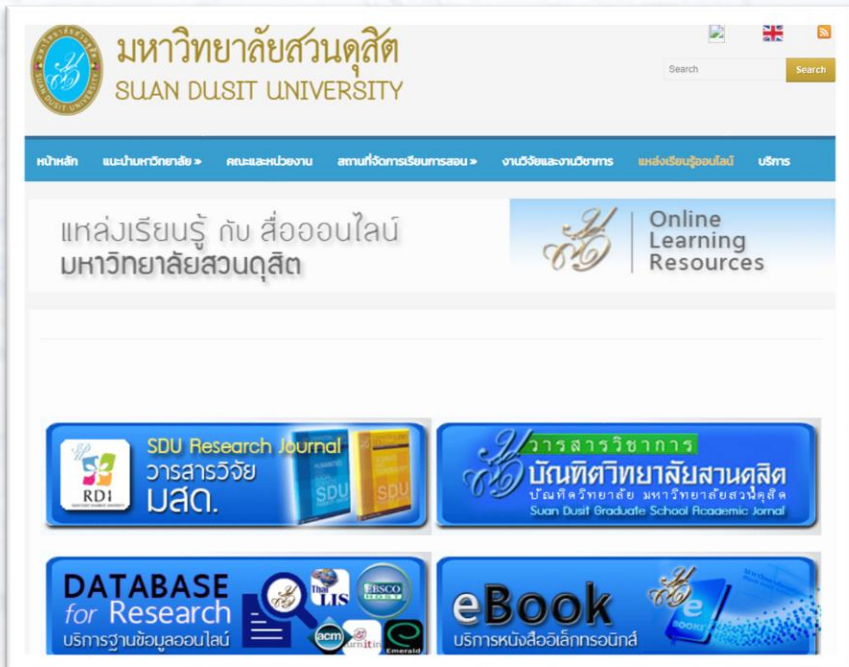 มหาวิทยาลัยสวนดุสิต
SUAN DUSIT UNIVERSITY
Search
Search
หน้าหลัก แนะนำมหาวิทยาลัย » คณะและหน่วยงาน สถานที่จัดการเรียนการสอน » งานวิจัยและงานวิชาการ แหล่งเรียนรู้ออนไลน์ บริการ
แหล่งเรียนรู้ กับ สื่อออนไลน์
มหาวิทยาลัยสวนดุสิต
Online
Learning
Resources
SDU Research Journal
วารสารวิจัย
มสด.
RDI
SDU
SDU
วารสารวิชาการ
บัณฑิตวิทยาลัยสวนดุสิต
บัณฑิตวิทยาลัย มหาวิทยาลัยสวนดุสิต
Suan Dusit Graduate School Academic Jornal
DATABASE
for Research
บริการฐานข้อมูลออนไลน์
Thai
LIS
EBSCO
HOST
acm
turnitin
Emerald
eBook
บริการหนังสืออิเล็กทรอนิกส์
e
BOOKS